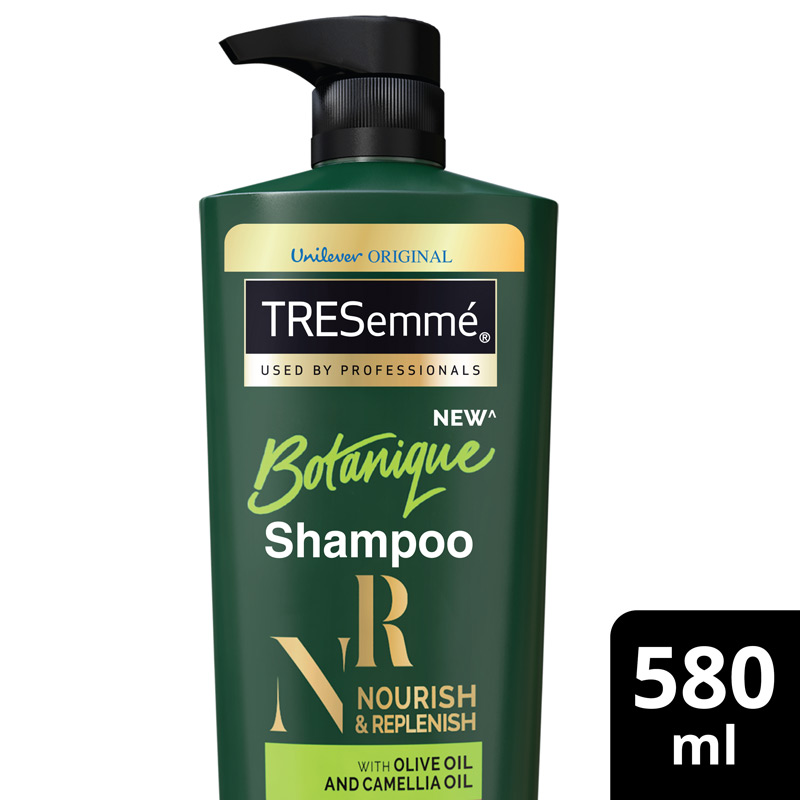 Unilever ORIGINAL
TRESemmé®
USED BY PROFESSIONALS
NEW^
Botanique
Shampoo
NR
NOURISH
& REPLENISH
WITH OLIVE OIL
AND CAMELLIA OIL
580
ml